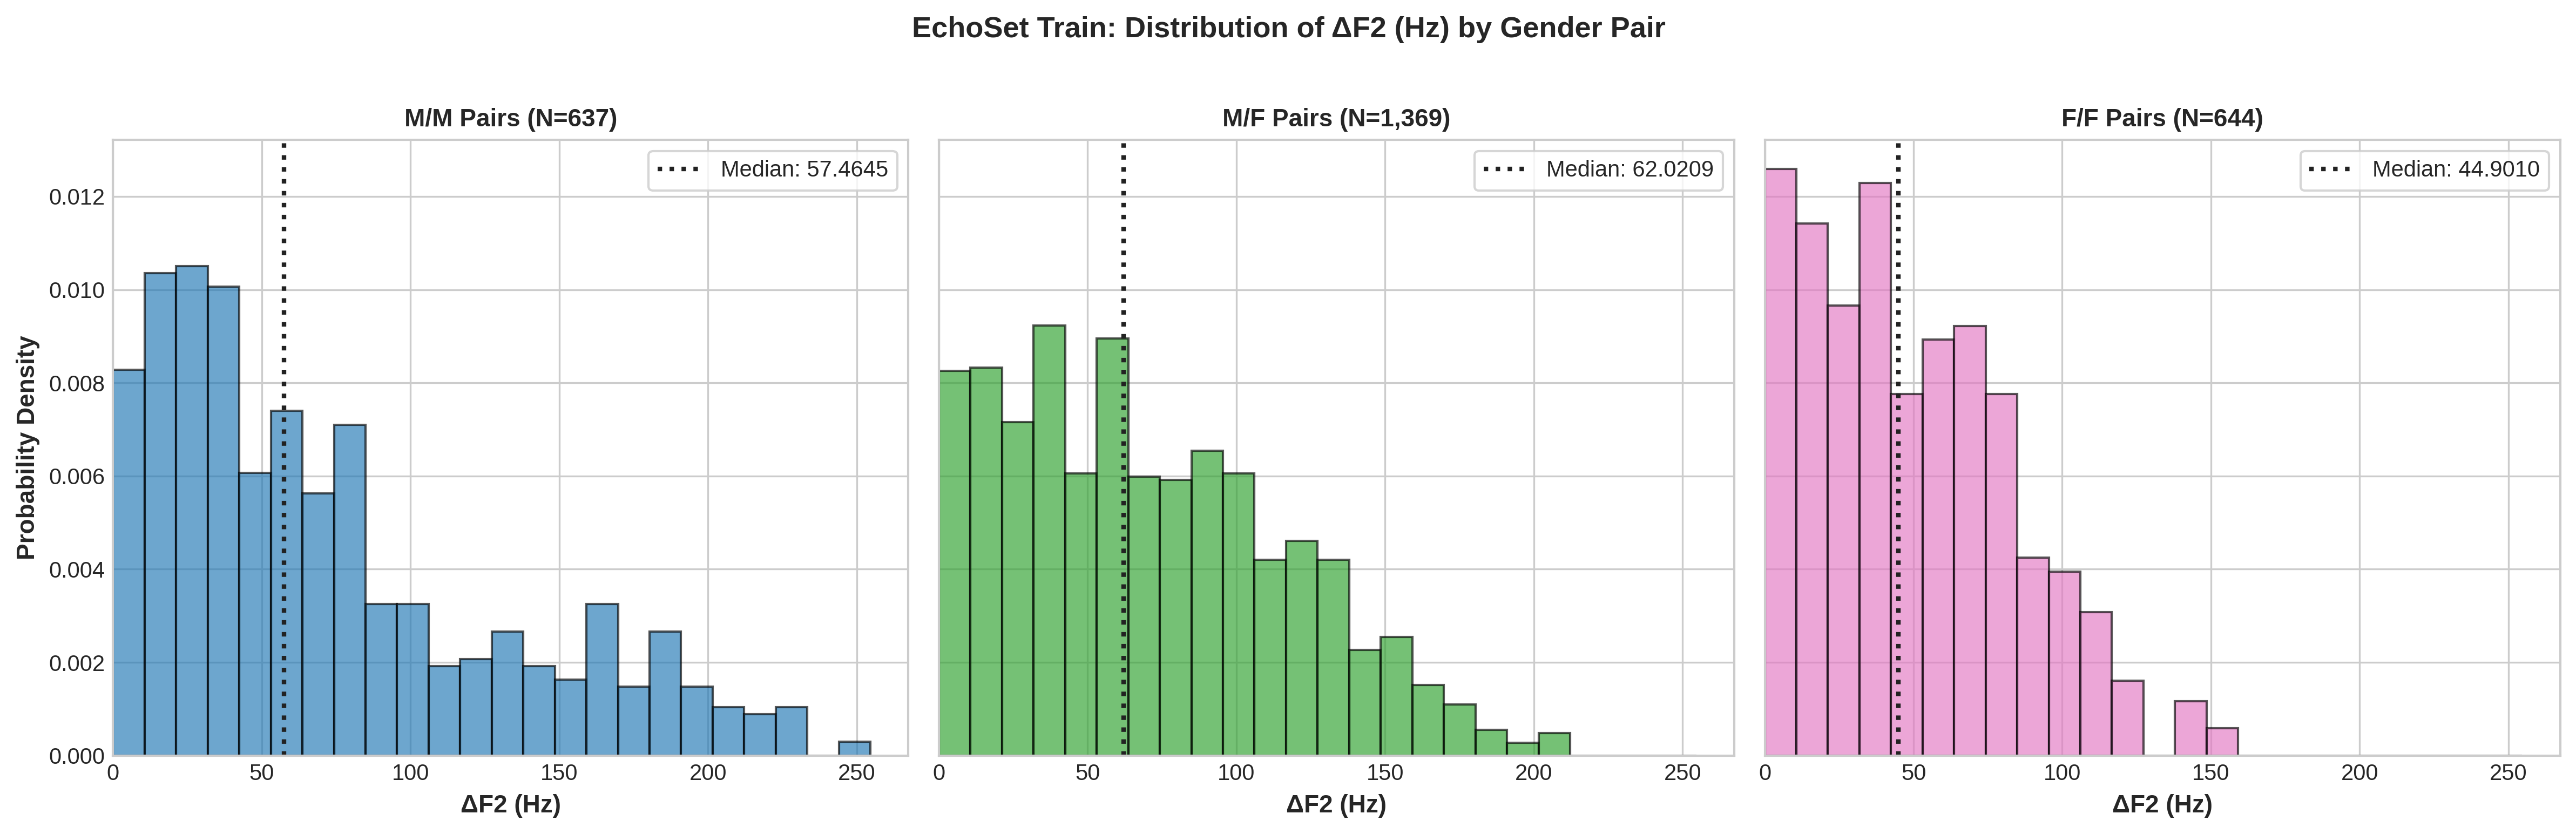 EchoSet Train: Distribution of ΔF2 (Hz) by Gender Pair
M/M Pairs (N=637)
Median: 57.4645
Probability Density
0.012
0.010
0.008
0.006
0.004
0.002
0.000
0 50 100 150 200 250
ΔF2 (Hz)
M/F Pairs (N=1,369)
Median: 62.0209
0 50 100 150 200 250
ΔF2 (Hz)
F/F Pairs (N=644)
Median: 44.9010
0 50 100 150 200 250
ΔF2 (Hz)